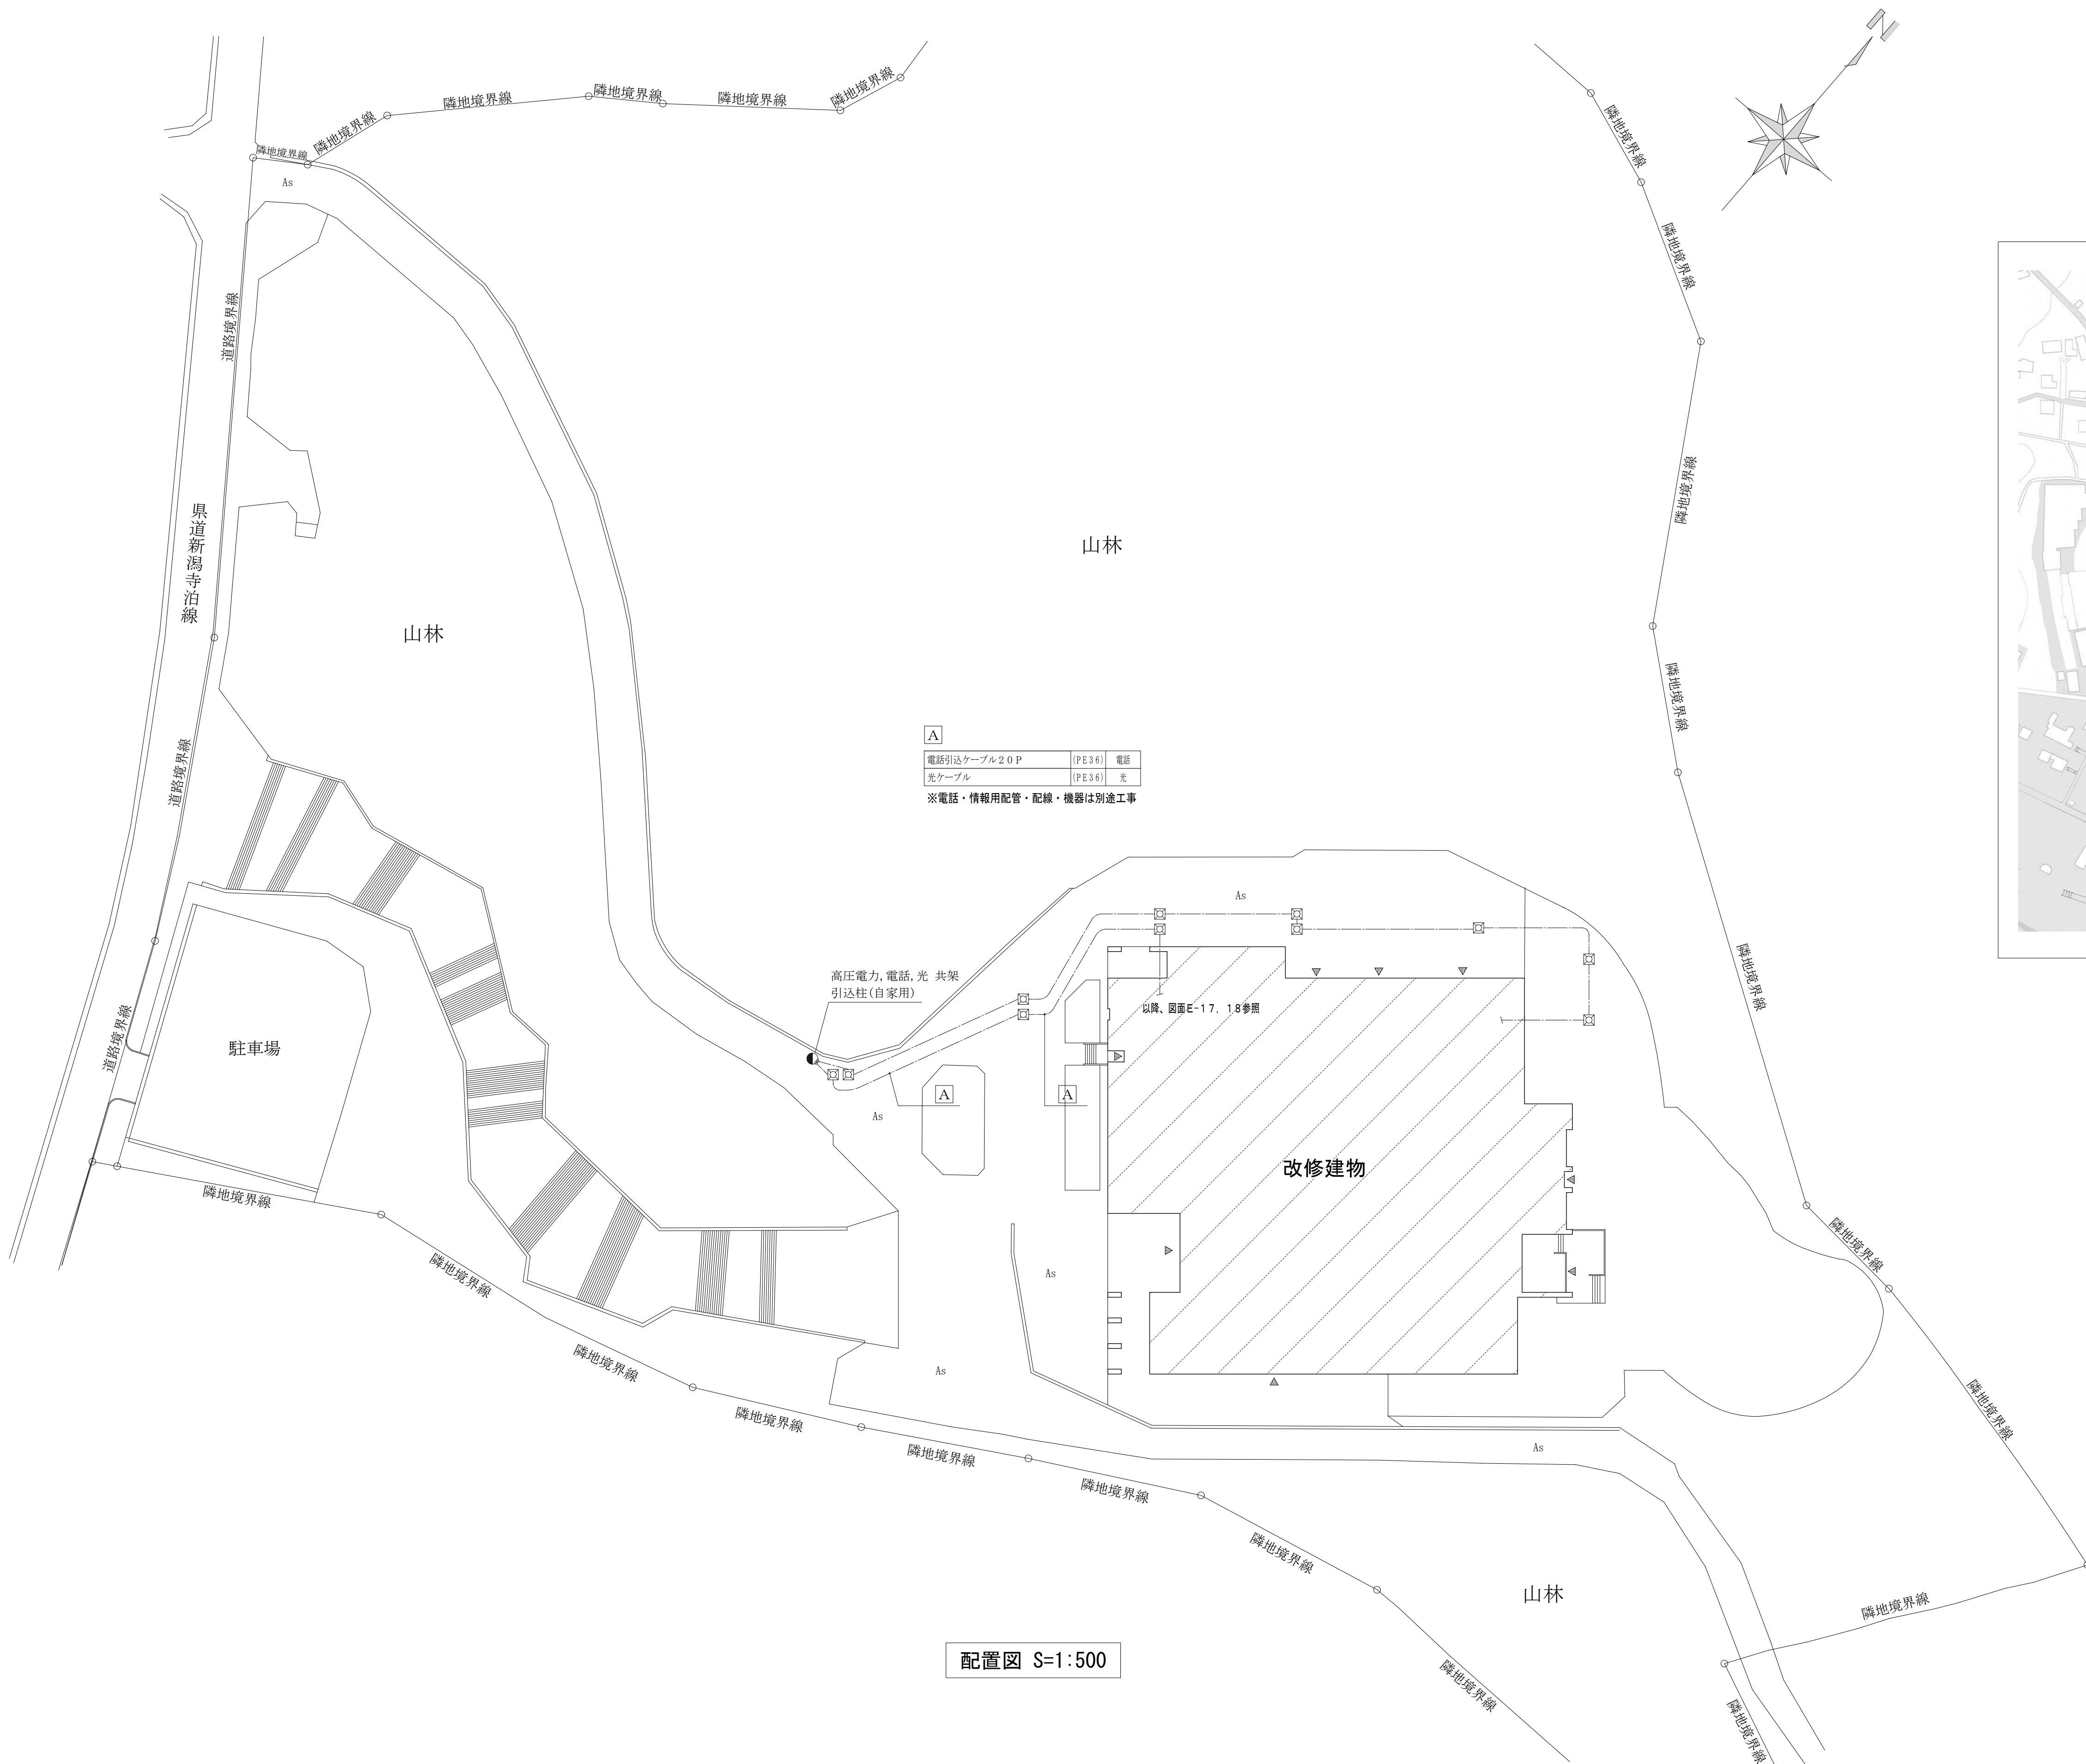 N
隣地境界線
隣地境界線
隣地境界線
隣地境界線
隣地境界線
隣地境界線
As
隣地境界線
隣地境界線
道路境界線
隣地境界線
県道新潟寺泊線
山林
山林
隣地境界線
道路境界線
A
電話引込ケーブル20P (PE36) 電話
光ケーブル (PE36) 光
※電話・情報用配管・配線・機器は別途工事
As
隣地境界線
高圧電力,電話,光 共架
引込柱(自家用)
以降、図面E-17, 18参照
道路境界線
駐車場
A
A
As
改修建物
隣地境界線
隣地境界線
隣地境界線
As
隣地境界線
As
隣地境界線
隣地境界線
隣地境界線
As
隣地境界線
隣地境界線
山林
隣地境界線
配置図 S=1:500
隣地境界線
隣地境界線